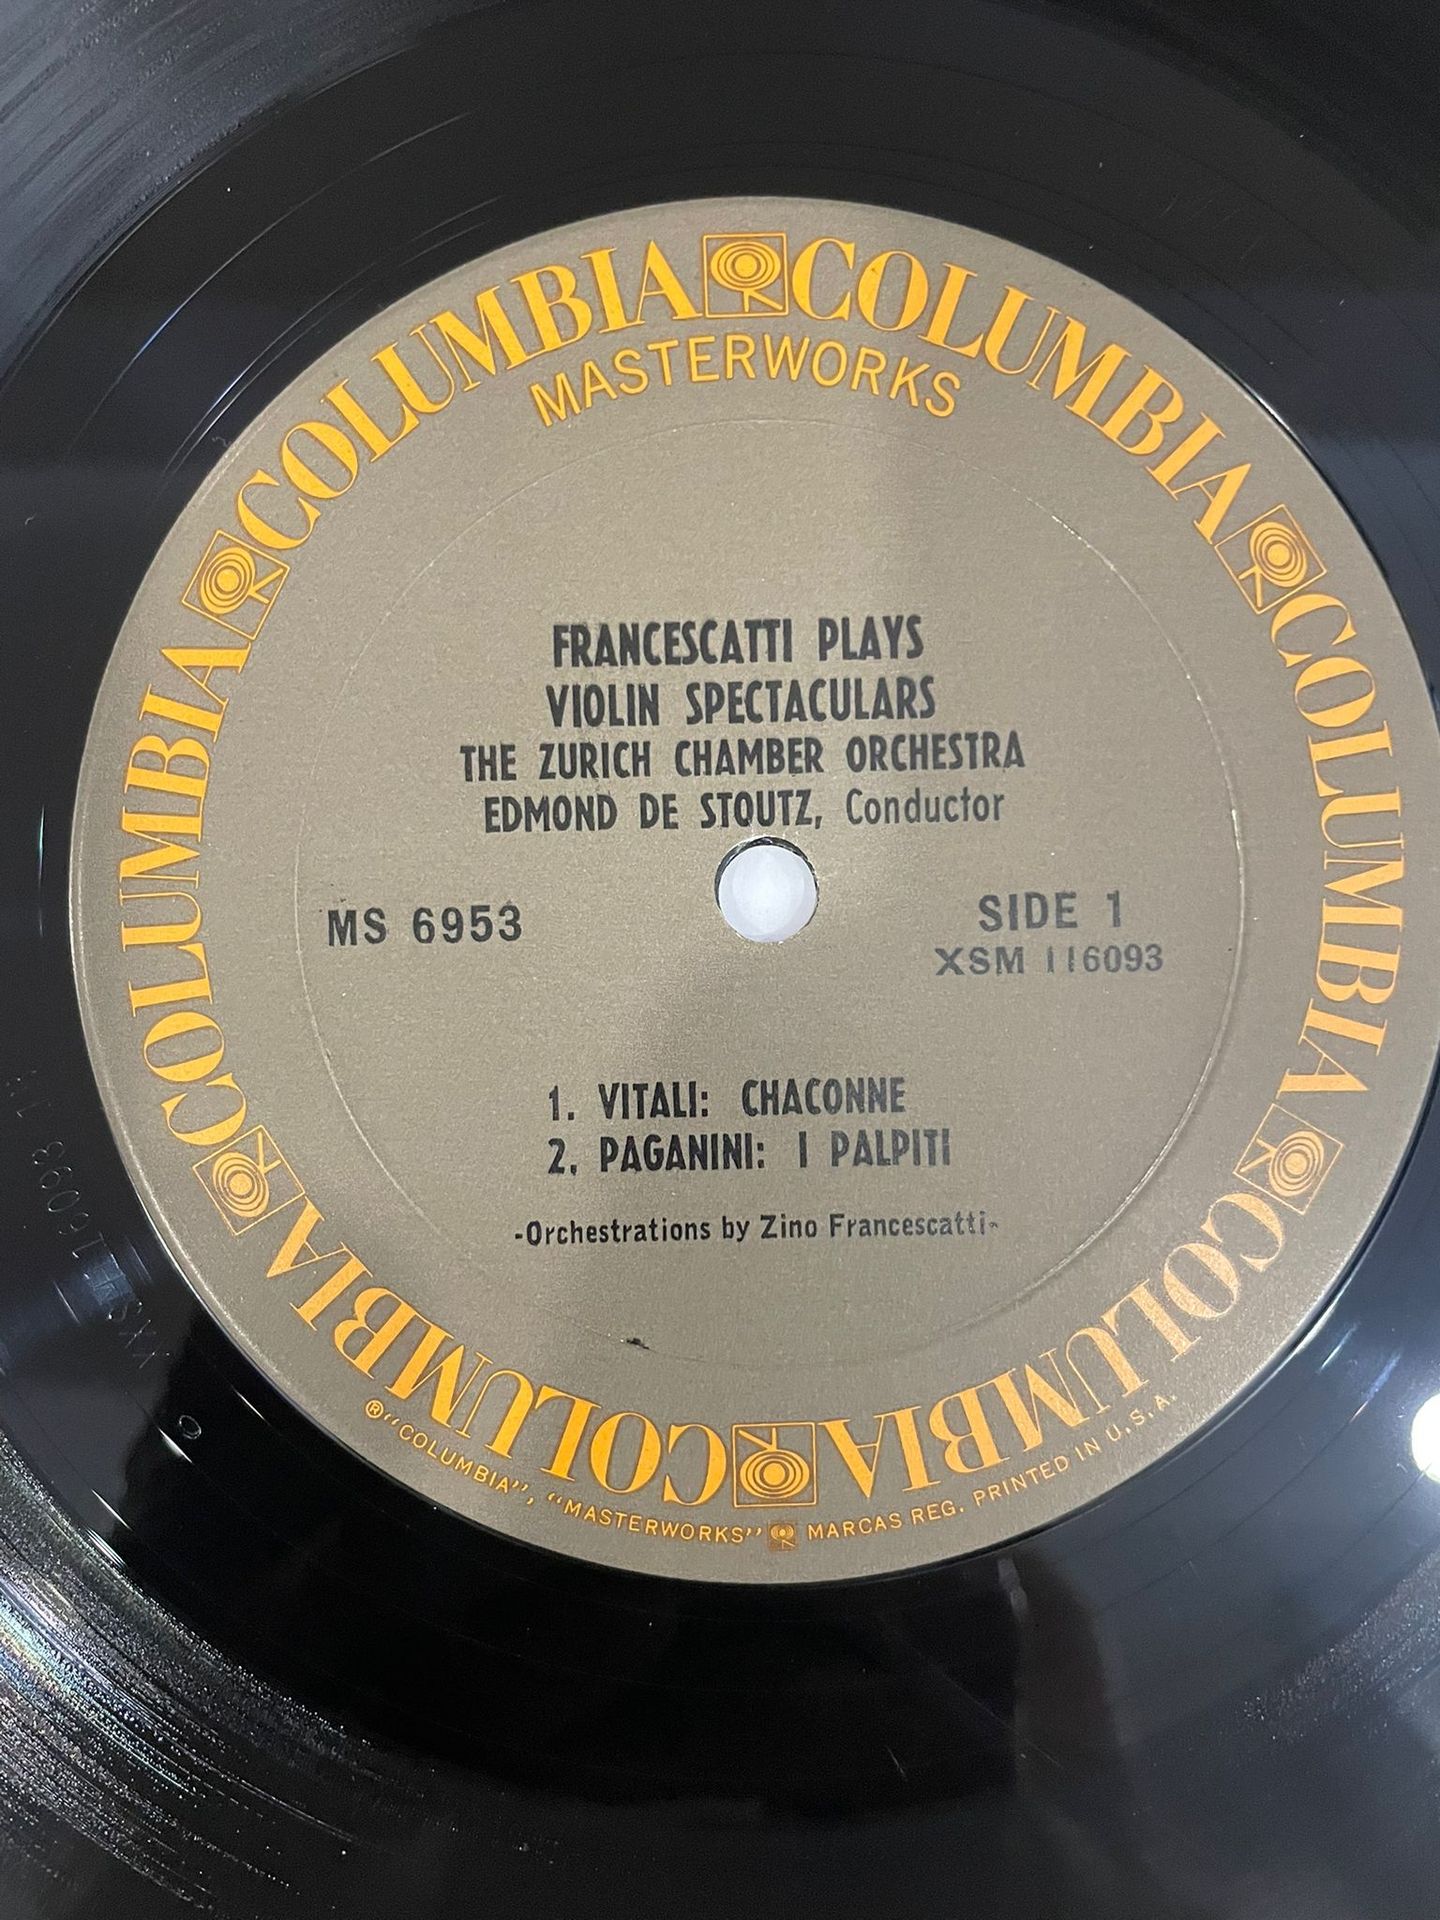 COLUMBIA COLUMBIA COLUMBIA COLUMBIA COLUMBIA COLUMBIA
MASTERWORKS
FRANCESCATTI PLAYS
VIOLIN SPECTACULARS
THE ZURICH CHAMBER ORCHESTRA
EDMOND DE STOUTZ, Conductor
MS 6953
SIDE 1
XSM 116093
1. VITALI: CHACONNE
2. PAGANINI: I PALPITI
-Orchestrations by Zino Francescatti-
®"COLUMBIA", "MASTERWORKS" MARCAS REG. PRINTED IN U.S.A.